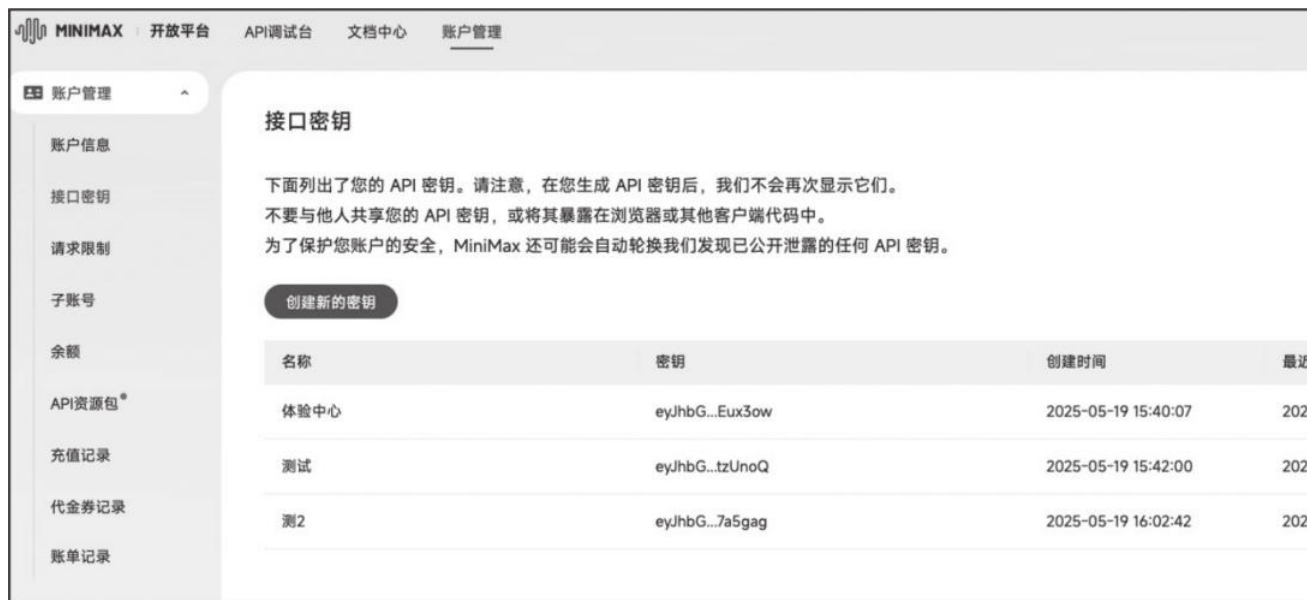 MINIMAX 开放平台 API调试台 文档中心 账户管理
账户管理
账户信息
接口密钥
请求限制
子账号
余额
API资源包
充值记录
代金券记录
账单记录
接口密钥
下面列出了您的 API 密钥。请注意，在您生成 API 密钥后，我们不会再次显示它们。
不要与他人共享您的 API 密钥，或将其暴露在浏览器或其他客户端代码中。
为了保护您账户的安全，MiniMax 还可能会自动轮换我们发现已公开泄露的任何 API 密钥。
创建新的密钥
名称 密钥 创建时间 最近
体验中心 eyJhbG...Eux3ow 2025-05-19 15:40:07 202
测试 eyJhbG...tzUnoQ 2025-05-19 15:42:00 202
测2 eyJhbG...7a5gag 2025-05-19 16:02:42 202